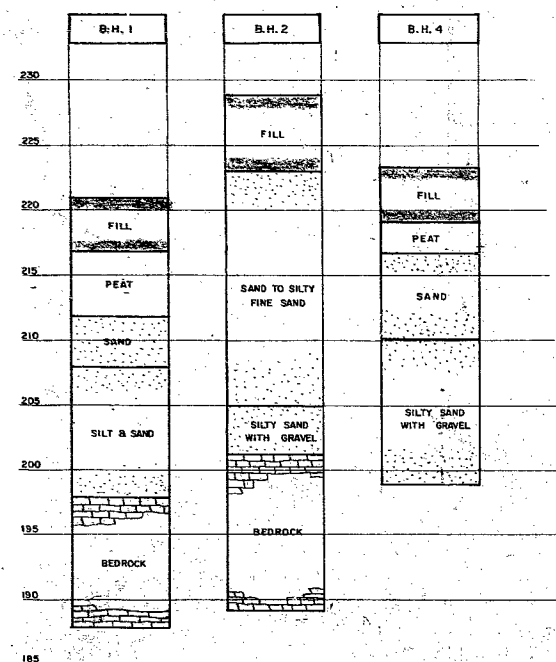 B.H. 1
B.H. 2
B.H. 4
230
225
220
215
210
205
200
195
190
185
FILL
PEAT
SAND
SILT & SAND
BEDROCK
FILL
SAND TO SILTY
FINE SAND
SILTY SAND
WITH GRAVEL
BEDROCK
FILL
PEAT
SAND
SILTY SAND
WITH GRAVEL